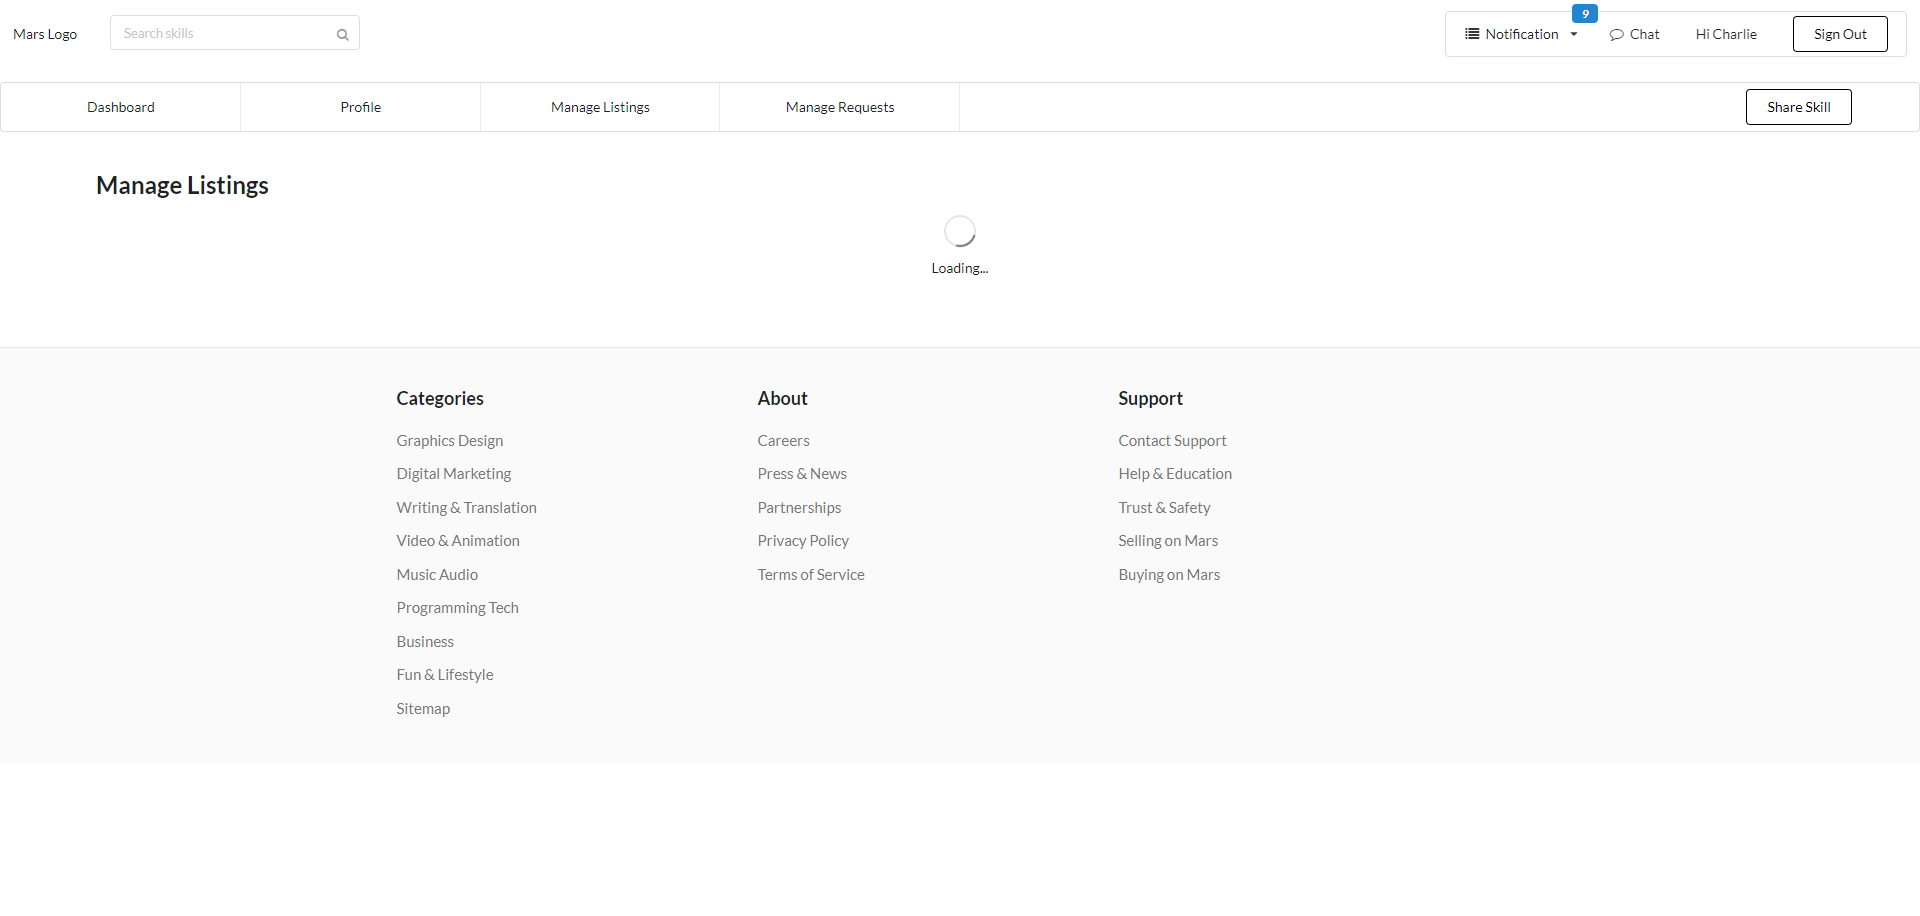 Mars Logo
Search skills
9
Notification
Chat
Hi Charlie
Sign Out
Dashboard
Profile
Manage Listings
Manage Requests
Share Skill
Manage Listings
Loading...
Categories
Graphics Design
Digital Marketing
Writing & Translation
Video & Animation
Music Audio
Programming Tech
Business
Fun & Lifestyle
Sitemap
About
Careers
Press & News
Partnerships
Privacy Policy
Terms of Service
Support
Contact Support
Help & Education
Trust & Safety
Selling on Mars
Buying on Mars